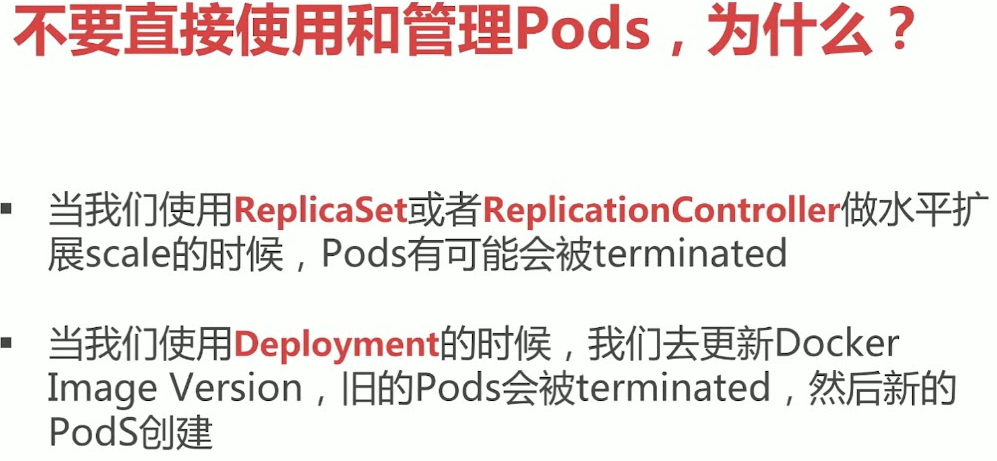 不要直接使用和管理Pods，为什么？
▪ 当我们使用ReplicaSet或者ReplicationController做水平扩
展scale的时候，Pods有可能会被terminated
▪ 当我们使用Deployment的时候，我们去更新Docker
Image Version，旧的Pods会被terminated，然后新的
PodS创建